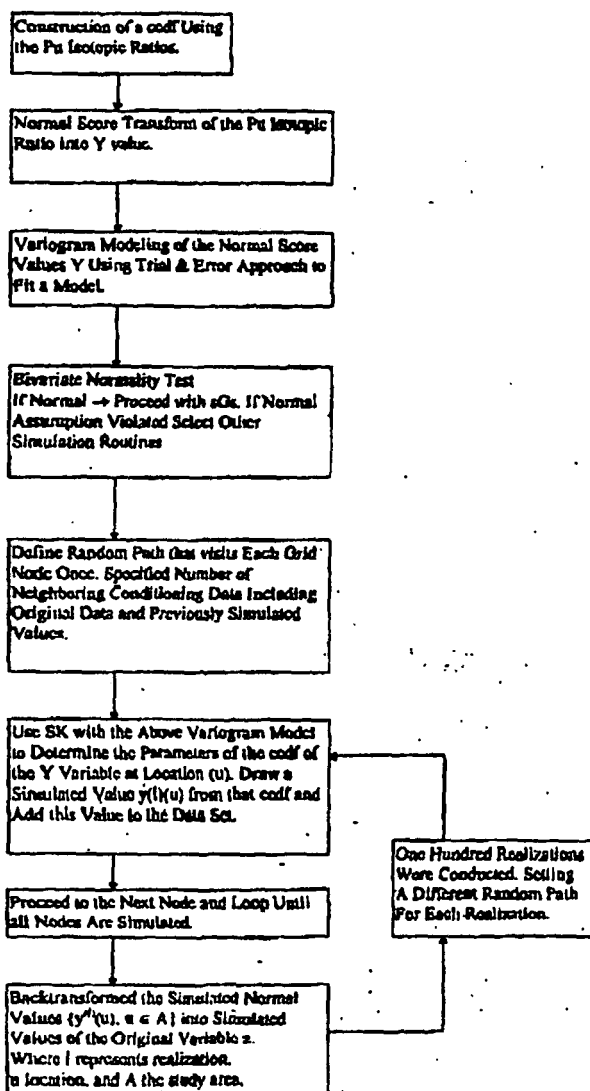 Construction of a codf Using
the Pu Isotopic Ratios.
Normal Score Transform of the Pu Isotopic
Ratio into Y value.
Variogram Modeling of the Normal Score
Values Y Using Trial & Error Approach to
Fit a Model.
Bivariate Normality Test
If Normal → Proceed with sGs. If Normal
Assumption Violated Select Other
Simulation Routines
Define Random Path that visits Each Grid
Node Once. Specified Number of
Neighboring Conditioning Data Including
Original Data and Previously Simulated
Values.
Use SK with the Above Variogram Model
to Determine the Parameters of the codf of
the Y Variable at Location (u). Draw a
Simulated Value y(l)(u) from that codf and
Add this Value to the Data Set.
One Hundred Realizations
Were Conducted. Setting
A Different Random Path
For Each Realization.
Proceed to the Next Node and Loop Until
all Nodes Are Simulated.
Backtransformed the Simulated Normal
Values {y⁽ˡ⁾(u), u ∈ A} into Simulated
Values of the Original Variable z.
Where l represents realization,
u location, and A the study area.